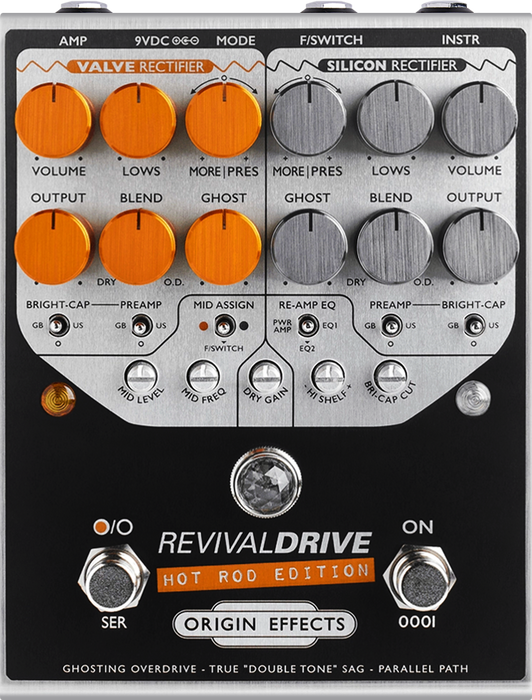 AMP 9VDC MODE F/SWITCH INSTR
VALVE RECTIFIER SILICON RECTIFIER
VOLUME LOWS MORE|PRES MORE|PRES LOWS VOLUME
OUTPUT BLEND GHOST GHOST BLEND OUTPUT
DRY O.D. DRY O.D.
BRIGHT-CAP PREAMP MID ASSIGN RE-AMP EQ PREAMP BRIGHT-CAP
GB US GB US PWR AMP EQ1 GB US GB US
F/SWITCH EQ2
MID LEVEL MID FREQ DRY GAIN - HI SHELF + BRI-CAP CUT
O/O ON
REVIVALDRIVE
HOT ROD EDITION
SER 0001
ORIGIN EFFECTS
GHOSTING OVERDRIVE - TRUE "DOUBLE TONE" SAG - PARALLEL PATH